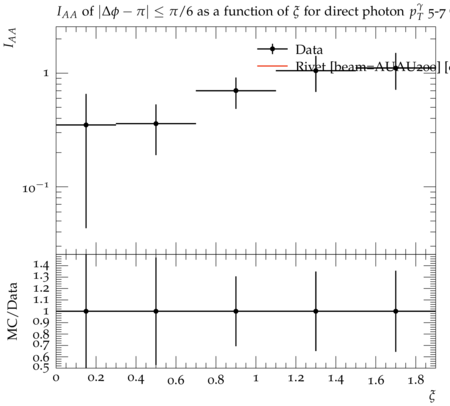 I_AA of |Δϕ − π| ≤ π/6 as a function of ξ for direct photon p_T^γ 5-7
I_AA
Data
Rivet [beam=AUAU200]
1
10⁻¹
MC/Data
1.4
1.3
1.2
1.1
1
0.9
0.8
0.7
0.6
0.5
0 0.2 0.4 0.6 0.8 1 1.2 1.4 1.6 1.8
ξ